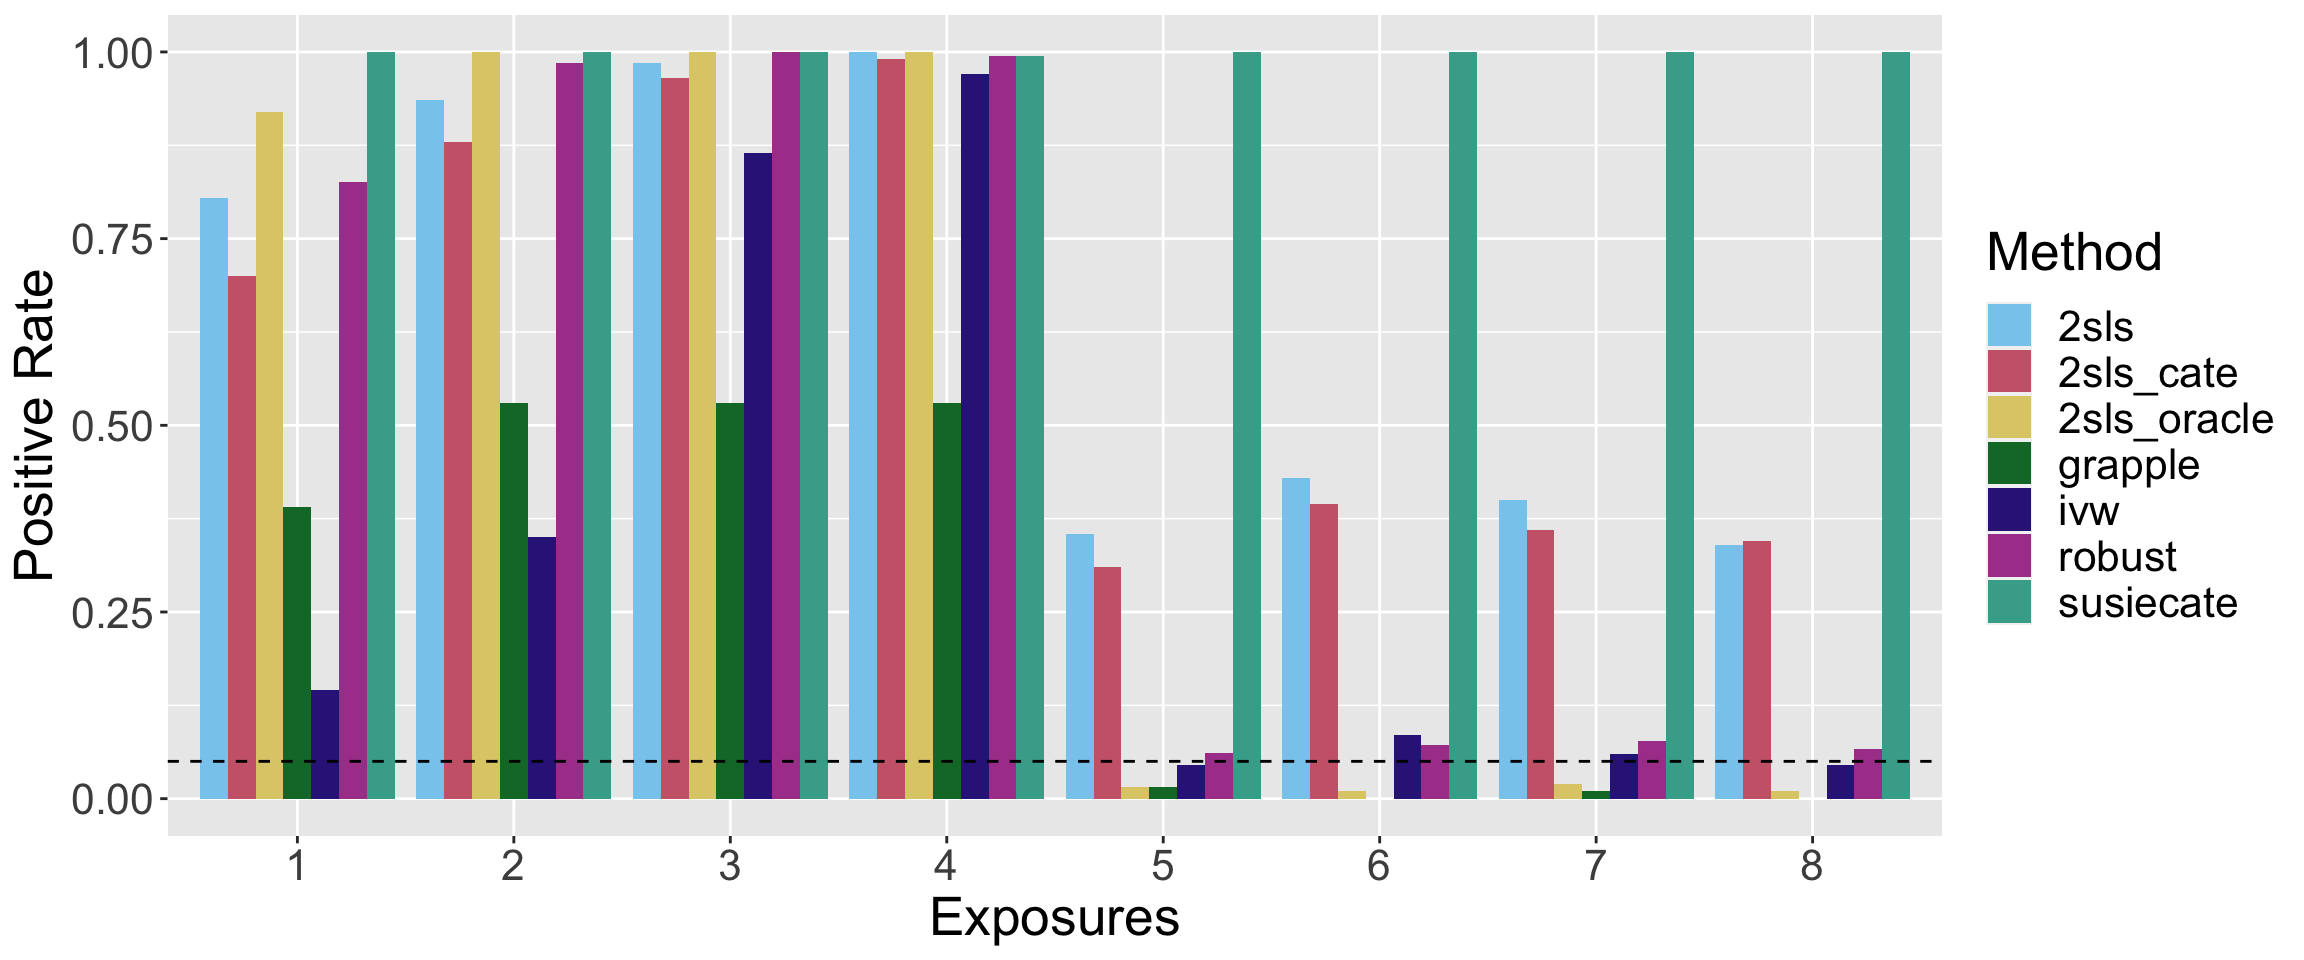 Positive Rate
1.00
0.75
0.50
0.25
0.00
1 2 3 4 5 6 7 8
Exposures
Method
2sls
2sls_cate
2sls_oracle
grapple
ivw
robust
susiecate